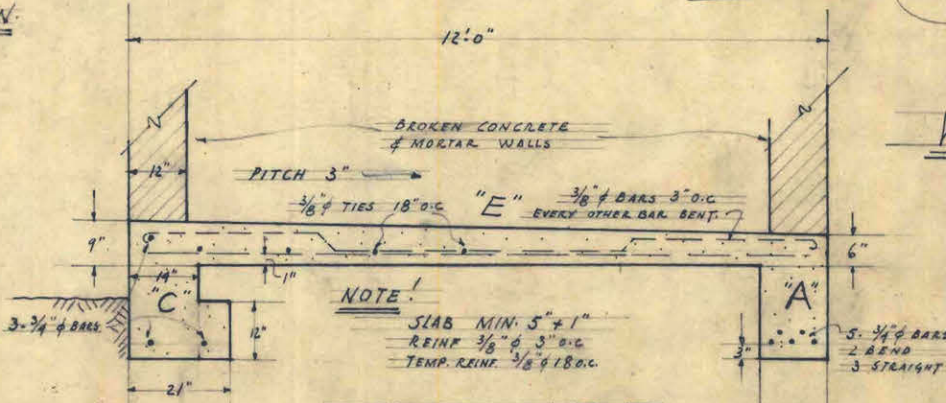 N.
12'-0"
BROKEN CONCRETE
& MORTAR WALLS
12"
PITCH 3"
3/8" ϕ TIES 18" O.C
"E"
3/8" ϕ BARS 3" O.C
EVERY OTHER BAR BENT.
9"
6"
14"
1"
"C"
"A"
NOTE!
3-3/4" ϕ BARS
12"
SLAB MIN. 5" + 1"
REINF 3/8" ϕ 3" O.C
TEMP. REINF. 3/8" ϕ 18 O.C.
3"
5-3/4" ϕ BARS
2 BEND
3 STRAIGHT
21"